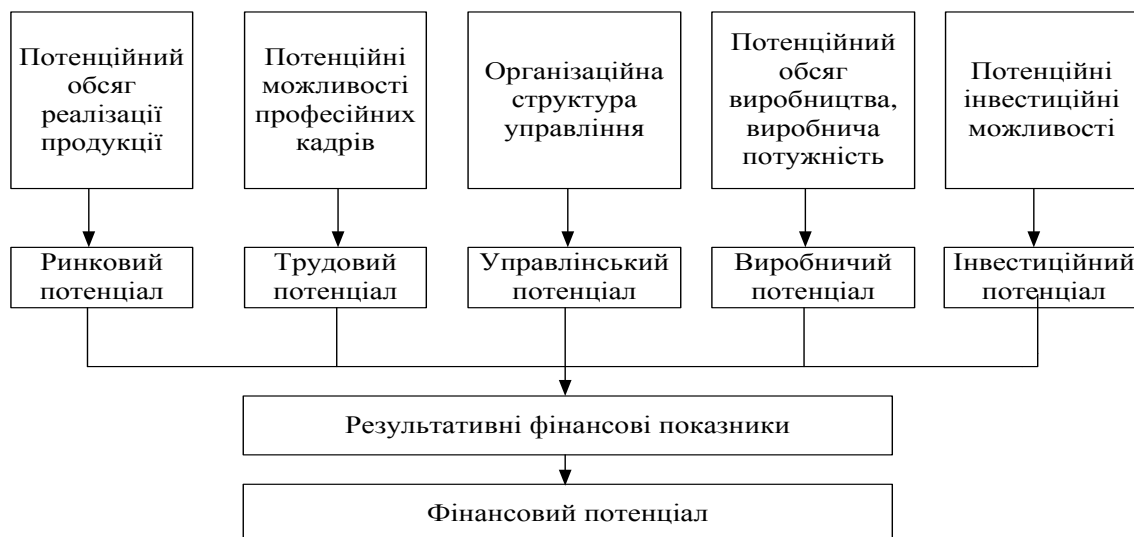 Потенційний
обсяг
реалізації
продукції
Потенційні
можливості
професійних
кадрів
Організаційна
структура
управління
Потенційний
обсяг
виробництва,
виробнича
потужність
Потенційні
інвестиційні
можливості
Ринковий
потенціал
Трудовий
потенціал
Управлінський
потенціал
Виробничий
потенціал
Інвестиційний
потенціал
Результативні фінансові показники
Фінансовий потенціал